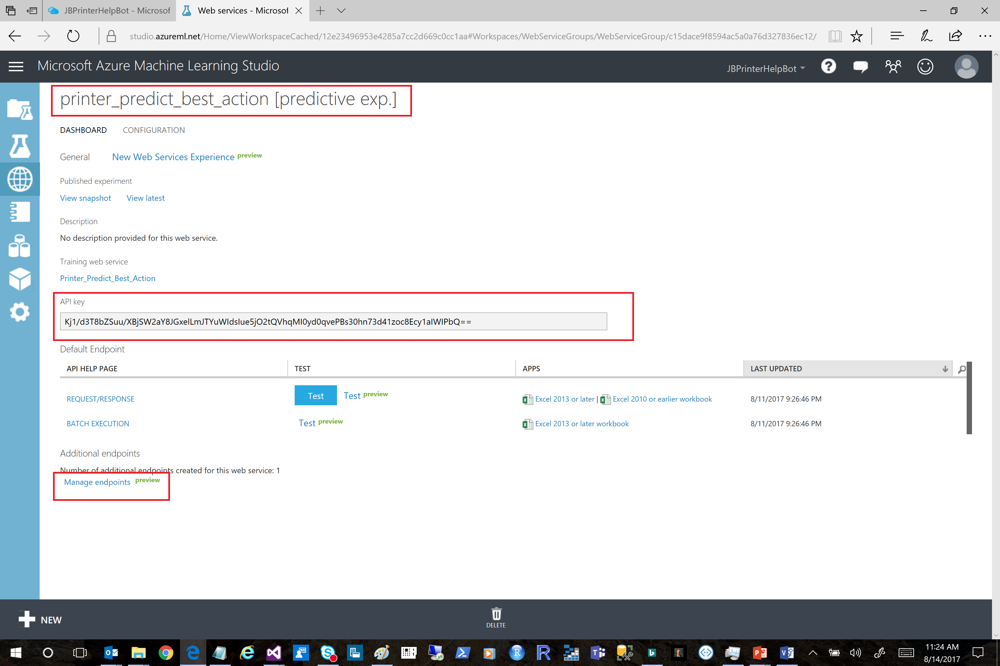 JBPrinterHelpBot - Microsof
Web services - Microsof
studio.azureml.net/Home/ViewWorkspaceCached/12e23496953e4285a7cc2d669c0cc1aa#Workspaces/WebServiceGroups/WebServiceGroup/c15dace9f8594ac5a0a76d327836ec12/
Microsoft Azure Machine Learning Studio
JBPrinterHelpBot
printer_predict_best_action [predictive exp.]
DASHBOARD CONFIGURATION
General New Web Services Experience preview
Published experiment
View snapshot View latest
Description
No description provided for this web service.
Training web service
Printer_Predict_Best_Action
API key
Kj1/d3T8bZSuu/XBjSW2aY8JGxelLmJTYuWIdsIue5jO2tQVhqMI0yd0qvePBs30hn73d41zoc8Ecy1aIWIPbQ==
Default Endpoint
API HELP PAGE TEST APPS LAST UPDATED
REQUEST/RESPONSE Test Test preview Excel 2013 or later | Excel 2010 or earlier workbook 8/11/2017 9:26:46 PM
BATCH EXECUTION Test preview Excel 2013 or later workbook 8/11/2017 9:26:46 PM
Additional endpoints
Number of additional endpoints created for this web service: 1
Manage endpoints preview
NEW
DELETE
11:24 AM
8/14/2017